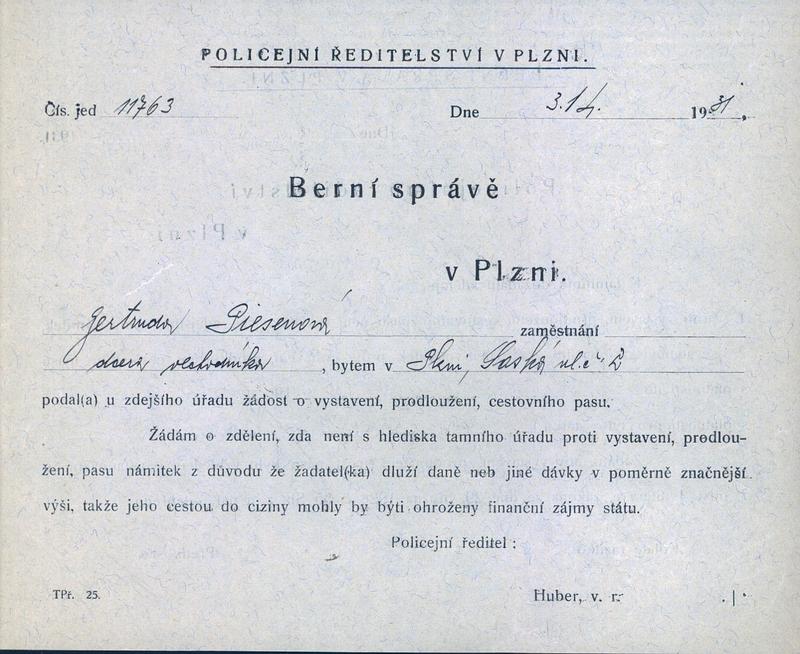 POLICEJNÍ ŘEDITELSTVÍ V PLZNI.
Čís. jed 11763 Dne 3./4. 1931.
Berní správě
v Plzni.
Gertruda Piesenová zaměstnání
dcera obchodníka, bytem v Plzni, Saská ul. č. 2
podal(a) u zdejšího úřadu žádost o vystavení, prodloužení, cestovního pasu.
Žádám o zdělení, zda není s hlediska tamního úřadu proti vystavení, predlou-
žení, pasu námitek z důvodu že žadatel(ka) dluží daně neb jiné dávky v poměrně značnější
výši, takže jeho cestou do ciziny mohly by býti ohroženy finanční zájmy státu.
Policejní ředitel :
TPř. 25. Huber, v. r.